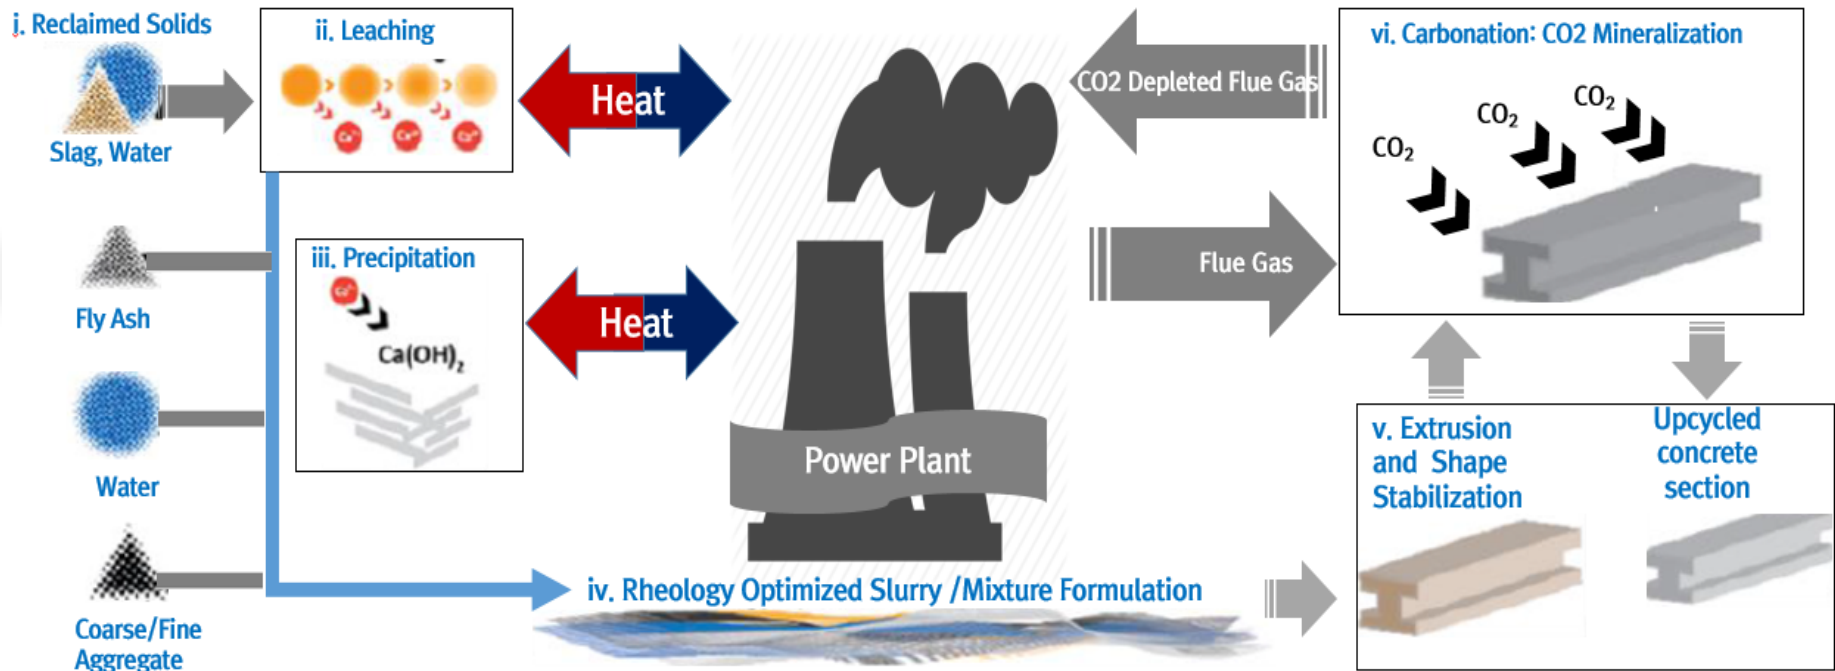 i. Reclaimed Solids
Slag, Water
Fly Ash
Water
Coarse/Fine
Aggregate
ii. Leaching
iii. Precipitation
Ca(OH)₂
Heat
Heat
Power Plant
iv. Rheology Optimized Slurry /Mixture Formulation
CO2 Depleted Flue Gas
Flue Gas
vi. Carbonation: CO2 Mineralization
CO₂
CO₂
CO₂
v. Extrusion
and Shape
Stabilization
Upcycled
concrete
section